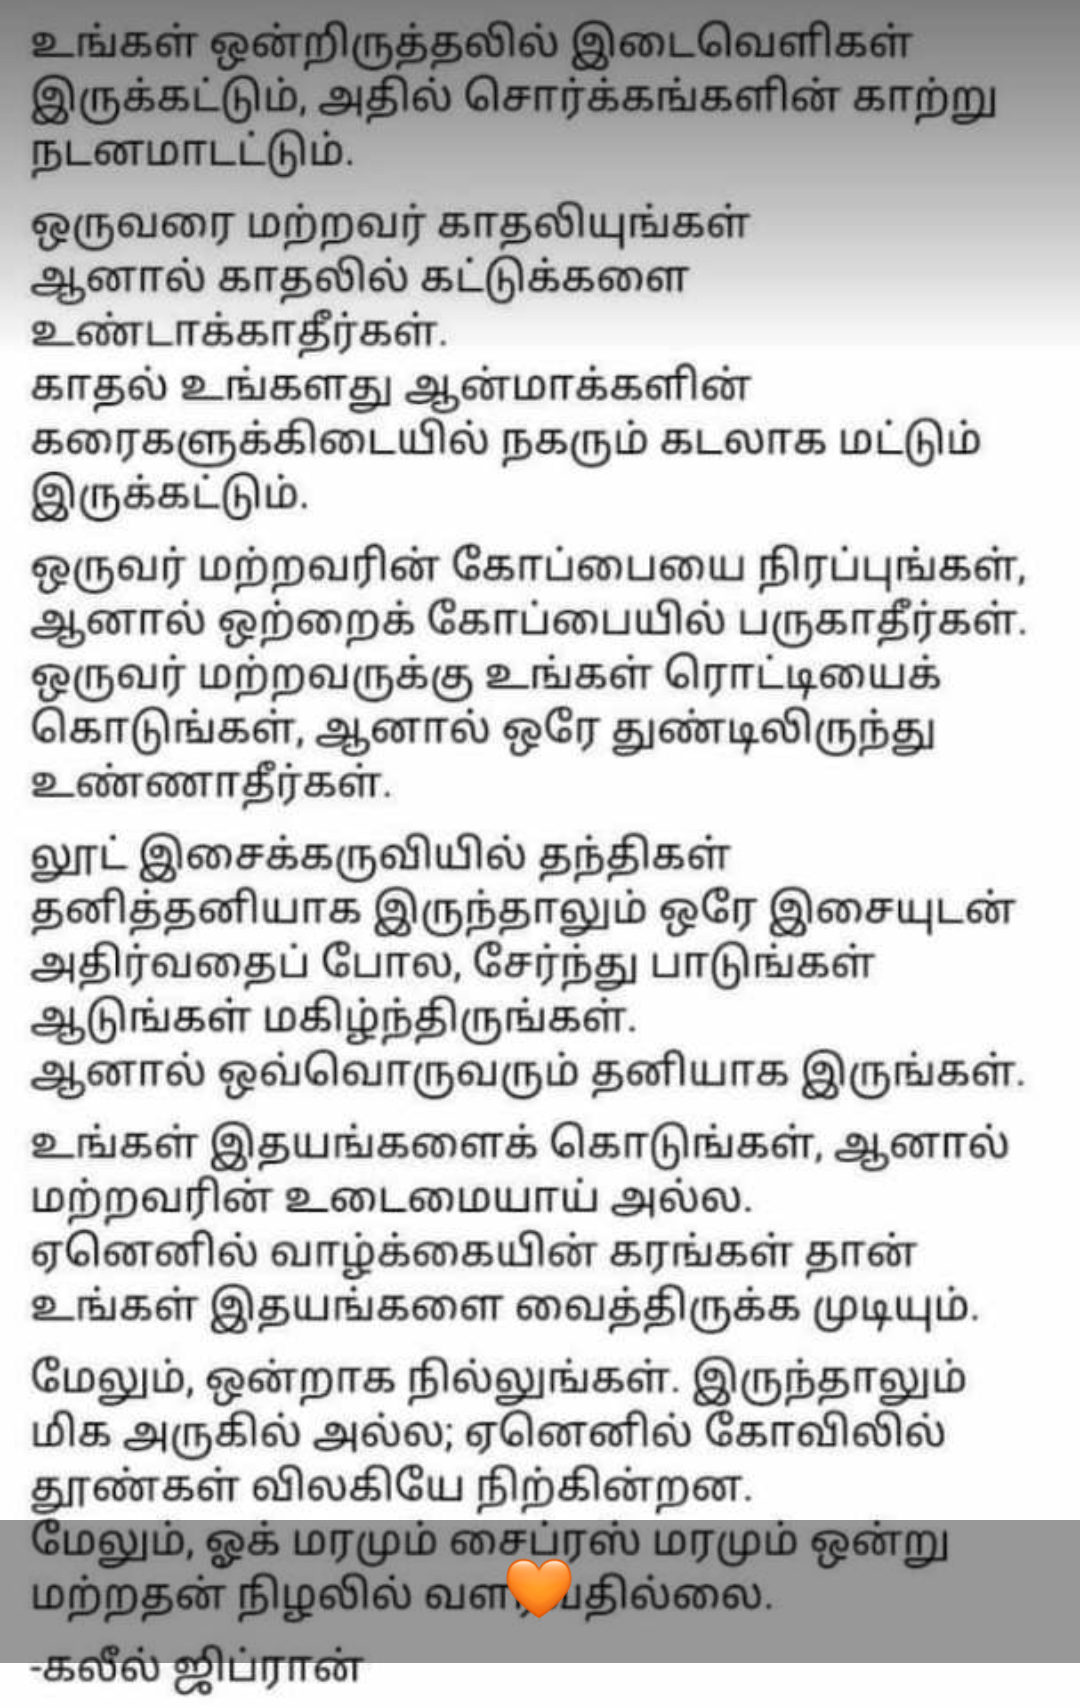 உங்கள் ஒன்றிருத்தலில் இடைவெளிகள்
இருக்கட்டும், அதில் சொர்க்கங்களின் காற்று
நடனமாடட்டும்.
ஒருவரை மற்றவர் காதலியுங்கள்
ஆனால் காதலில் கட்டுக்களை
உண்டாக்காதீர்கள்.
காதல் உங்களது ஆன்மாக்களின்
கரைகளுக்கிடையில் நகரும் கடலாக மட்டும்
இருக்கட்டும்.
ஒருவர் மற்றவரின் கோப்பையை நிரப்புங்கள்,
ஆனால் ஒற்றைக் கோப்பையில் பருகாதீர்கள்.
ஒருவர் மற்றவருக்கு உங்கள் ரொட்டியைக்
கொடுங்கள், ஆனால் ஒரே துண்டிலிருந்து
உண்ணாதீர்கள்.
லூட் இசைக்கருவியில் தந்திகள்
தனித்தனியாக இருந்தாலும் ஒரே இசையுடன்
அதிர்வதைப் போல, சேர்ந்து பாடுங்கள்
ஆடுங்கள் மகிழ்ந்திருங்கள்.
ஆனால் ஒவ்வொருவரும் தனியாக இருங்கள்.
உங்கள் இதயங்களைக் கொடுங்கள், ஆனால்
மற்றவரின் உடைமையாய் அல்ல.
ஏனெனில் வாழ்க்கையின் கரங்கள் தான்
உங்கள் இதயங்களை வைத்திருக்க முடியும்.
மேலும், ஒன்றாக நில்லுங்கள். இருந்தாலும்
மிக அருகில் அல்ல; ஏனெனில் கோவிலில்
தூண்கள் விலகியே நிற்கின்றன.
மேலும், ஓக் மரமும் சைப்ரஸ் மரமும் ஒன்று
மற்றதன் நிழலில்
-கலீல் ஜிப்ரான்